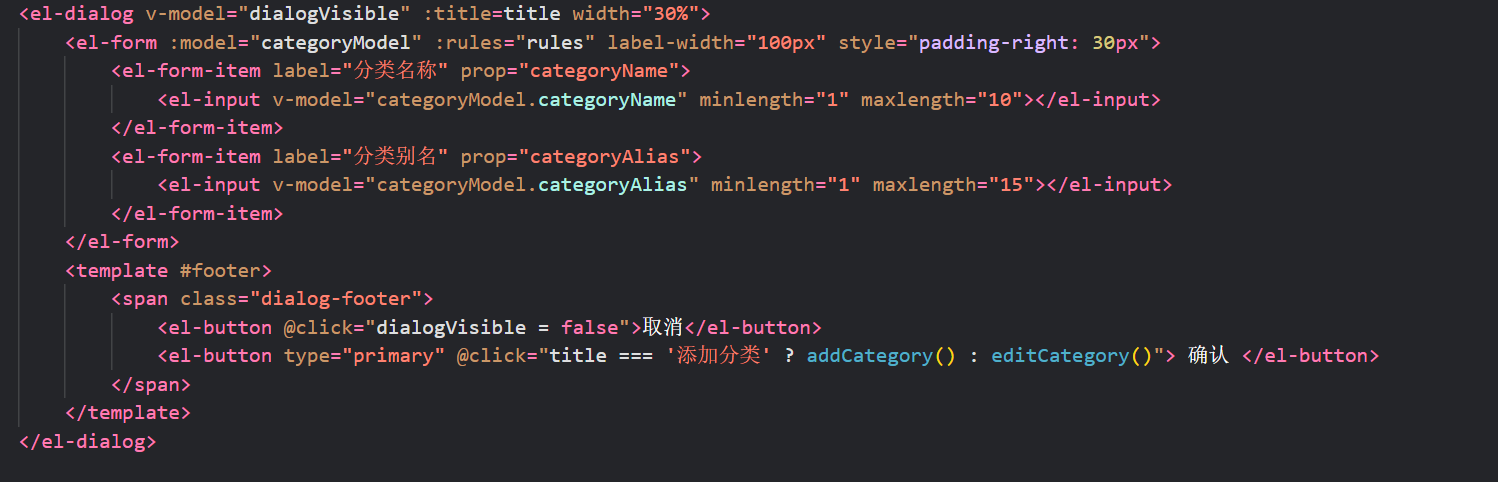 <el-dialog v-model="dialogVisible" :title=title width="30%">
    <el-form :model="categoryModel" :rules="rules" label-width="100px" style="padding-right: 30px">
        <el-form-item label="分类名称" prop="categoryName">
            <el-input v-model="categoryModel.categoryName" minlength="1" maxlength="10"></el-input>
        </el-form-item>
        <el-form-item label="分类别名" prop="categoryAlias">
            <el-input v-model="categoryModel.categoryAlias" minlength="1" maxlength="15"></el-input>
        </el-form-item>
    </el-form>
    <template #footer>
        <span class="dialog-footer">
            <el-button @click="dialogVisible = false">取消</el-button>
            <el-button type="primary" @click="title === '添加分类' ? addCategory() : editCategory()"> 确认 </el-button>
        </span>
    </template>
</el-dialog>